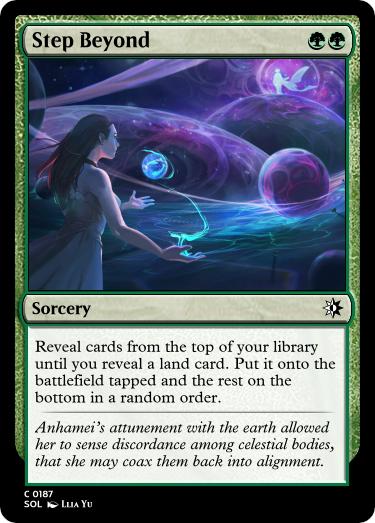 Step Beyond
Sorcery
Reveal cards from the top of your library
until you reveal a land card. Put it onto the
battlefield tapped and the rest on the
bottom in a random order.
Anhamei's attunement with the earth allowed
her to sense discordance among celestial bodies,
that she may coax them back into alignment.
C 0187
SOL Llia Yu